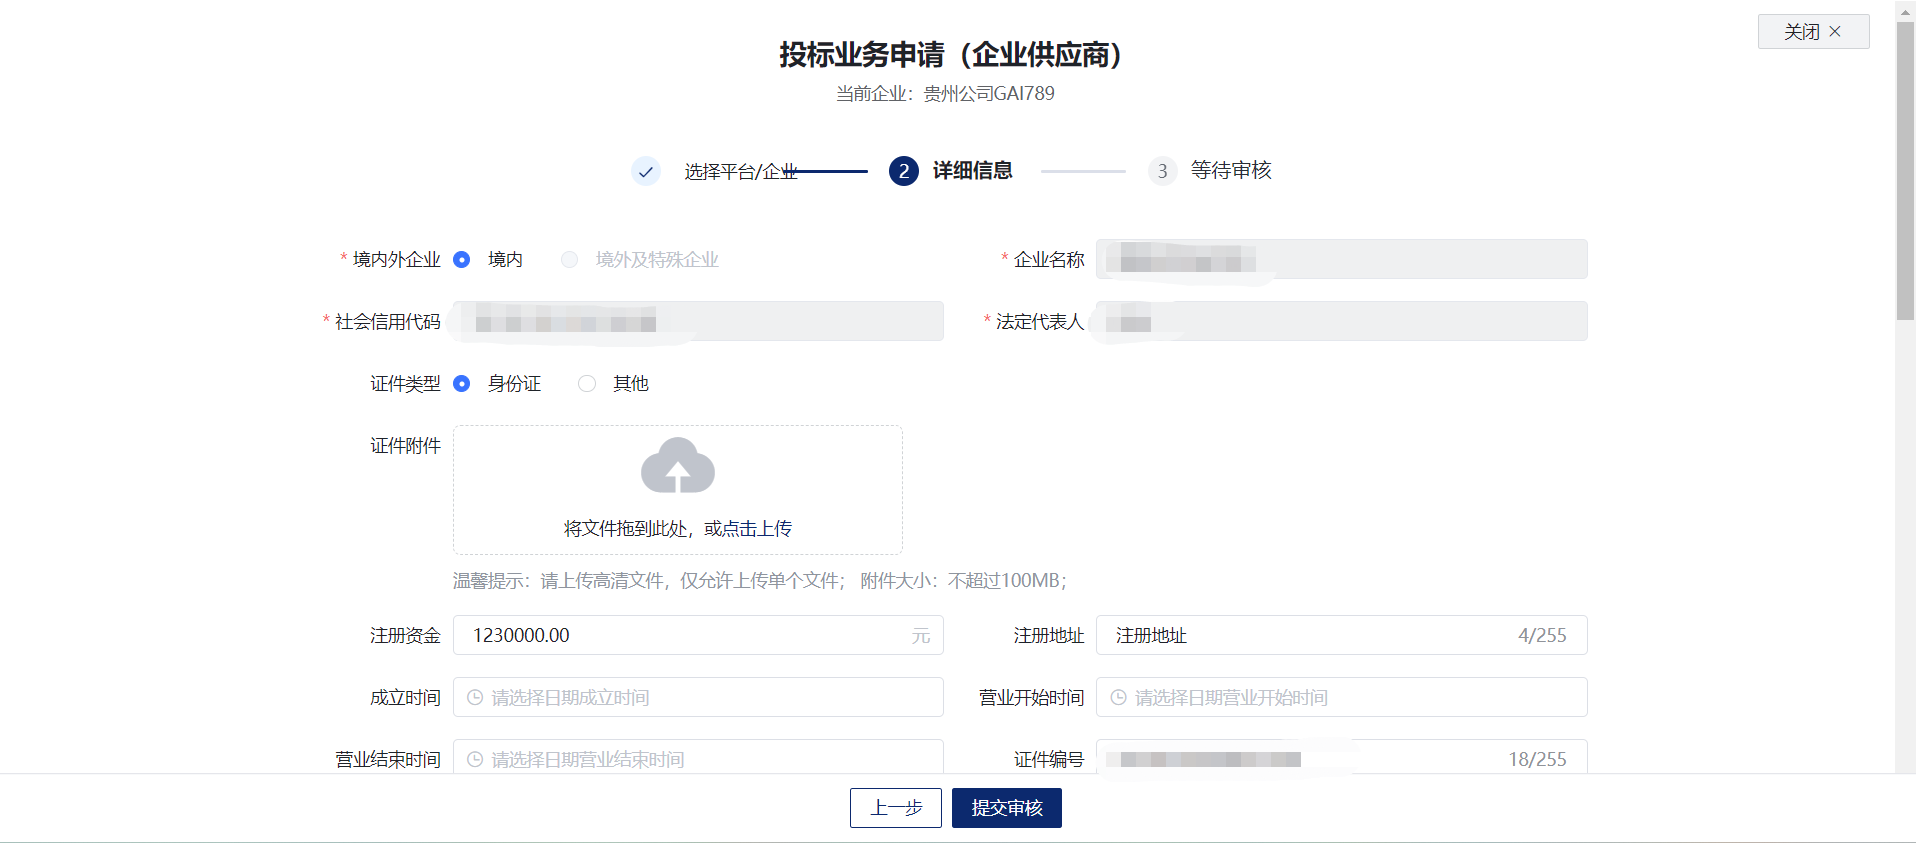 关闭 ×
投标业务申请（企业供应商）
当前企业：贵州公司GAI789
选择平台/企业 2 详细信息 3 等待审核
* 境内外企业 境内 境外及特殊企业 * 企业名称
* 社会信用代码 * 法定代表人
证件类型 身份证 其他
证件附件
将文件拖到此处，或点击上传
温馨提示：请上传高清文件，仅允许上传单个文件； 附件大小：不超过100MB；
注册资金 1230000.00 元 注册地址 注册地址 4/255
成立时间 请选择日期成立时间 营业开始时间 请选择日期营业开始时间
营业结束时间 请选择日期营业结束时间 证件编号 18/255
上一步 提交审核